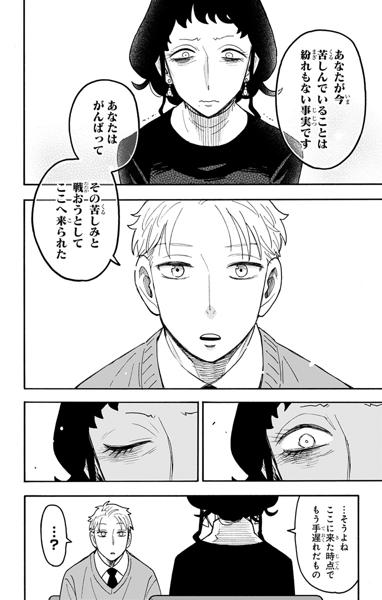 あなたが今
苦しんでいることは
紛れもない事実です
あなたは
がんばって
その苦しみと
戦おうとして
ここへ来られた
…そうよね
ここに来た時点で
もう手遅れだもの
…?